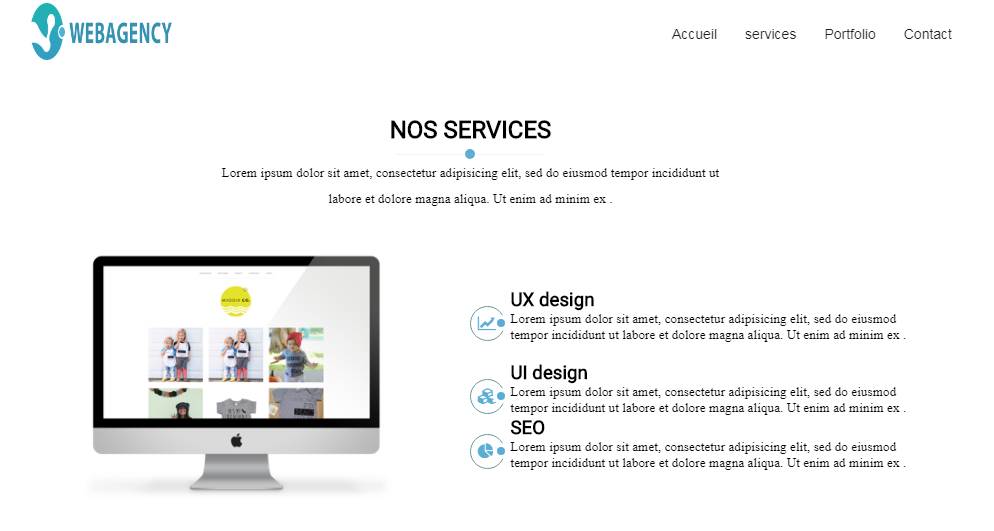 WEBAGENCY
Accueil services Portfolio Contact
NOS SERVICES
Lorem ipsum dolor sit amet, consectetur adipisicing elit, sed do eiusmod tempor incididunt ut
labore et dolore magna aliqua. Ut enim ad minim ex .
UX design
Lorem ipsum dolor sit amet, consectetur adipisicing elit, sed do eiusmod
tempor incididunt ut labore et dolore magna aliqua. Ut enim ad minim ex .
UI design
Lorem ipsum dolor sit amet, consectetur adipisicing elit, sed do eiusmod
tempor incididunt ut labore et dolore magna aliqua. Ut enim ad minim ex .
SEO
Lorem ipsum dolor sit amet, consectetur adipisicing elit, sed do eiusmod
tempor incididunt ut labore et dolore magna aliqua. Ut enim ad minim ex .